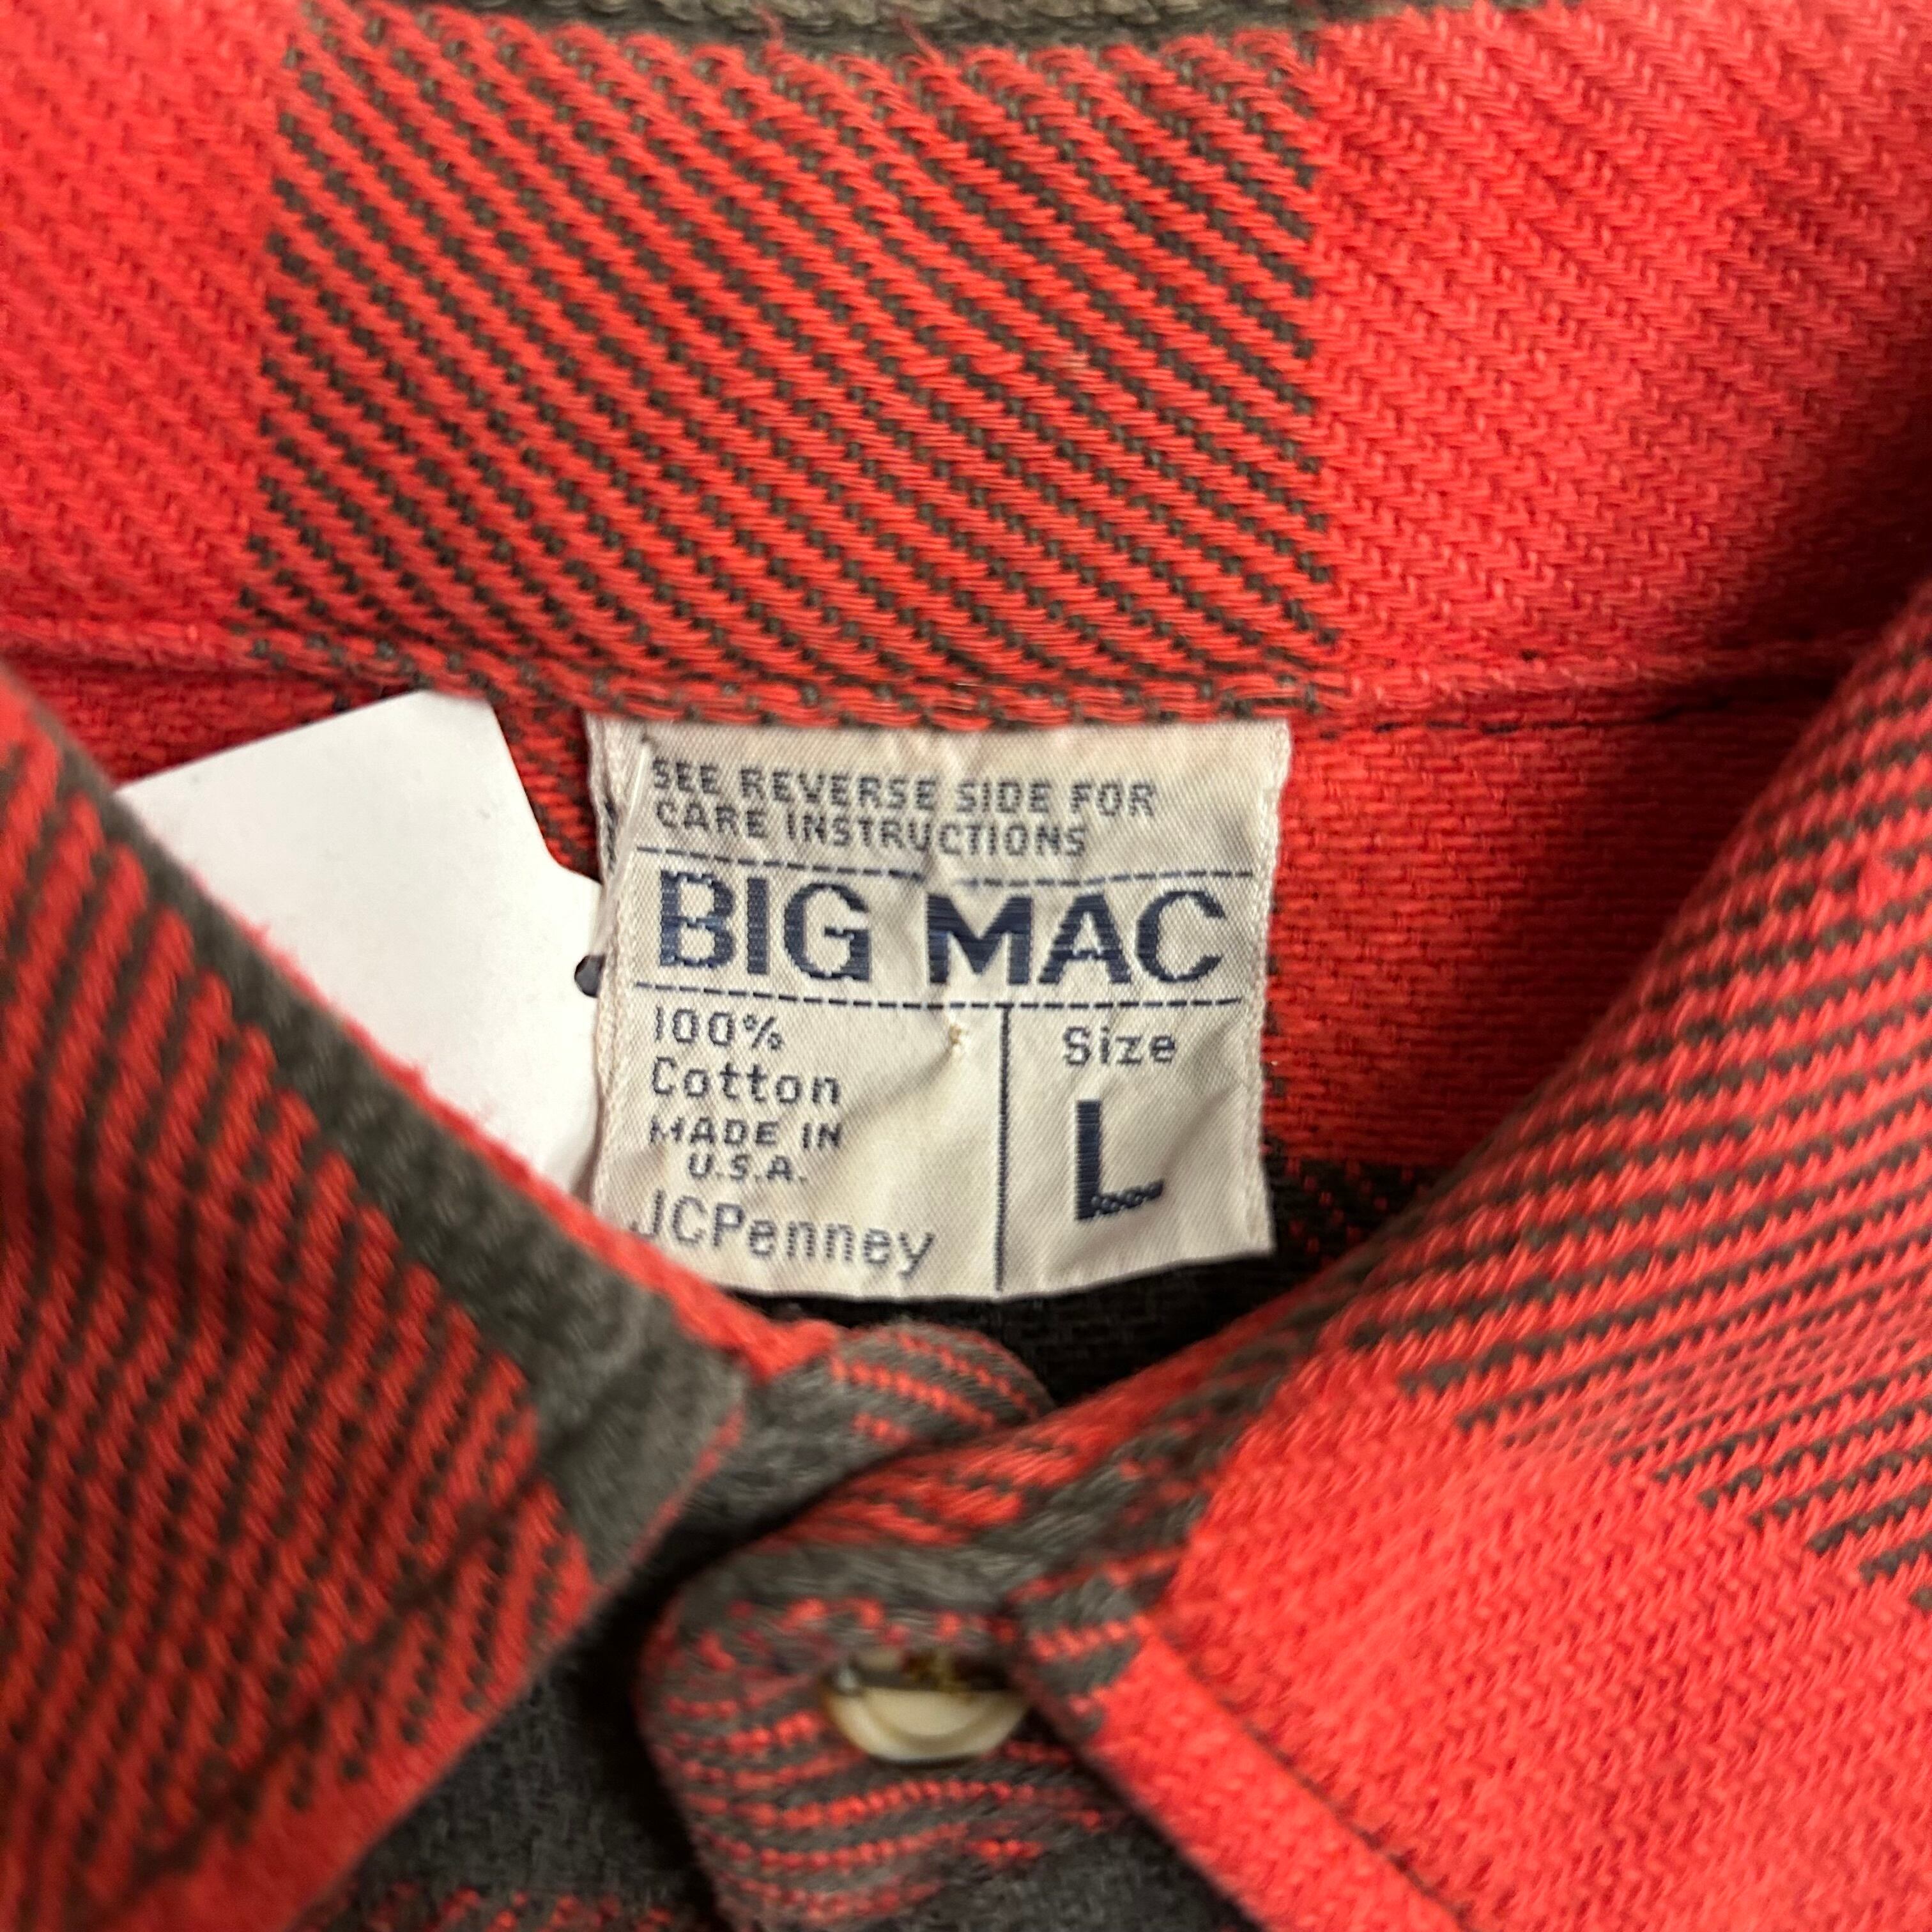 SEE REVERSE SIDE FOR
CARE INSTRUCTIONS
BIG MAC
100%
Cotton
MADE IN
U.S.A.
JCPenney
Size
L